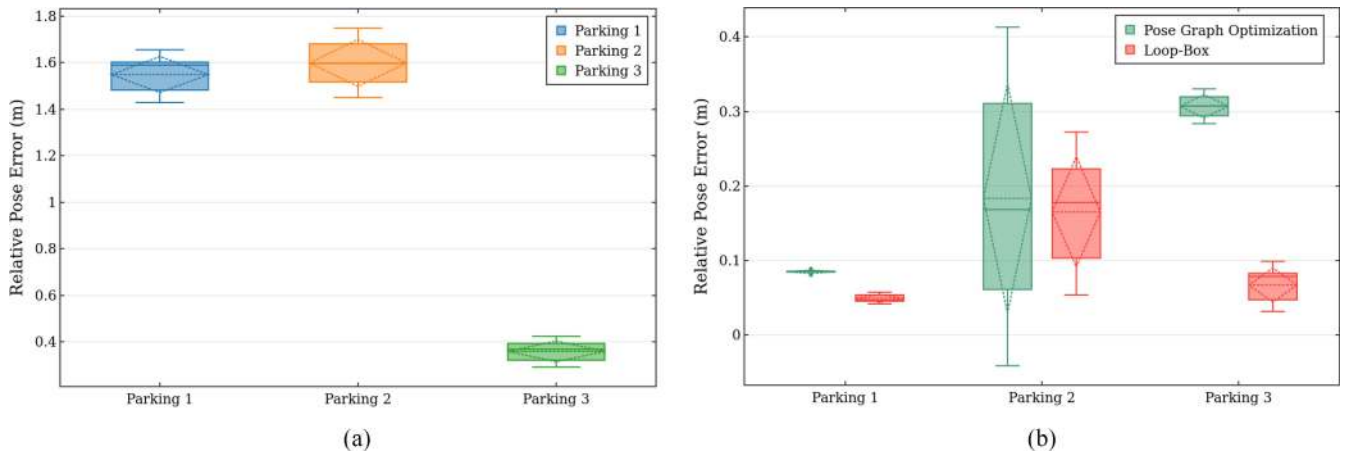 Relative Pose Error (m)
1.8
1.6
1.4
1.2
1
0.8
0.6
0.4
Parking 1
Parking 2
Parking 3
Parking 1
Parking 2
Parking 3
(a)
Relative Pose Error (m)
0.4
0.3
0.2
0.1
0
Pose Graph Optimization
Loop-Box
Parking 1
Parking 2
Parking 3
(b)